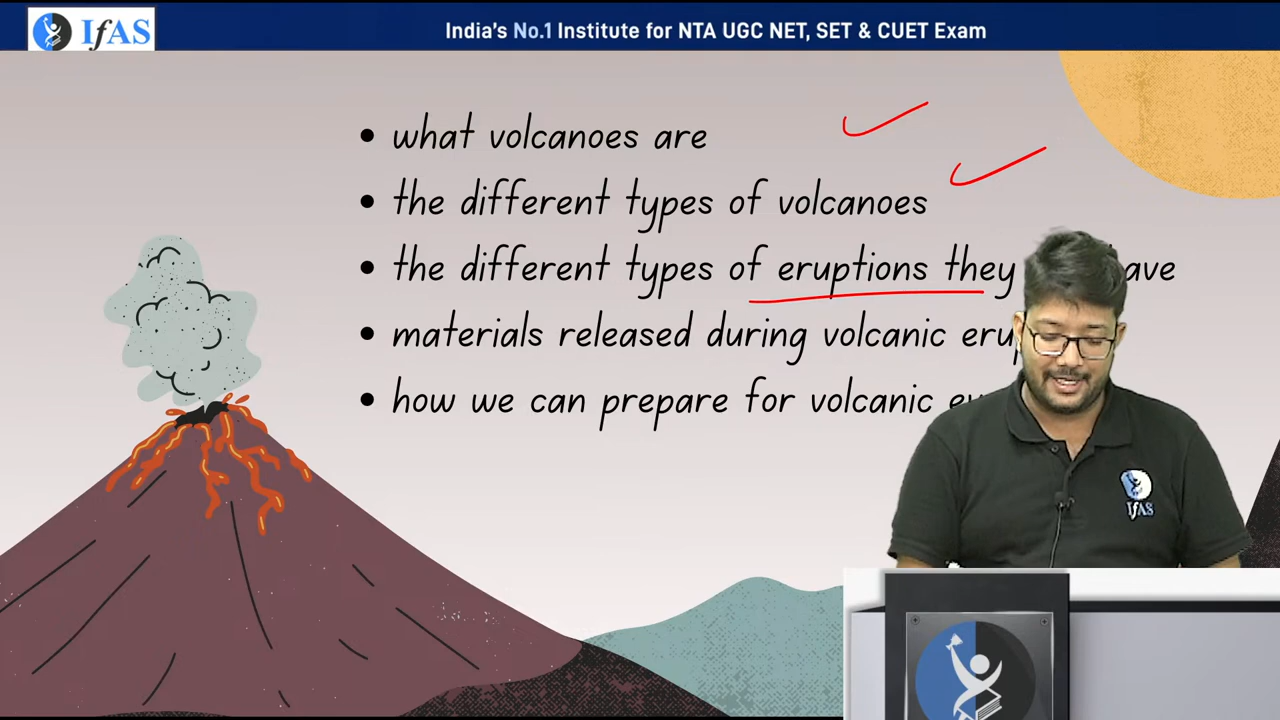 IfAS
India's No.1 Institute for NTA UGC NET, SET & CUET Exam
• what volcanoes are
• the different types of volcanoes
• the different types of eruptions they
• materials released during volcanic
• how we can prepare for volcanic
IfAS